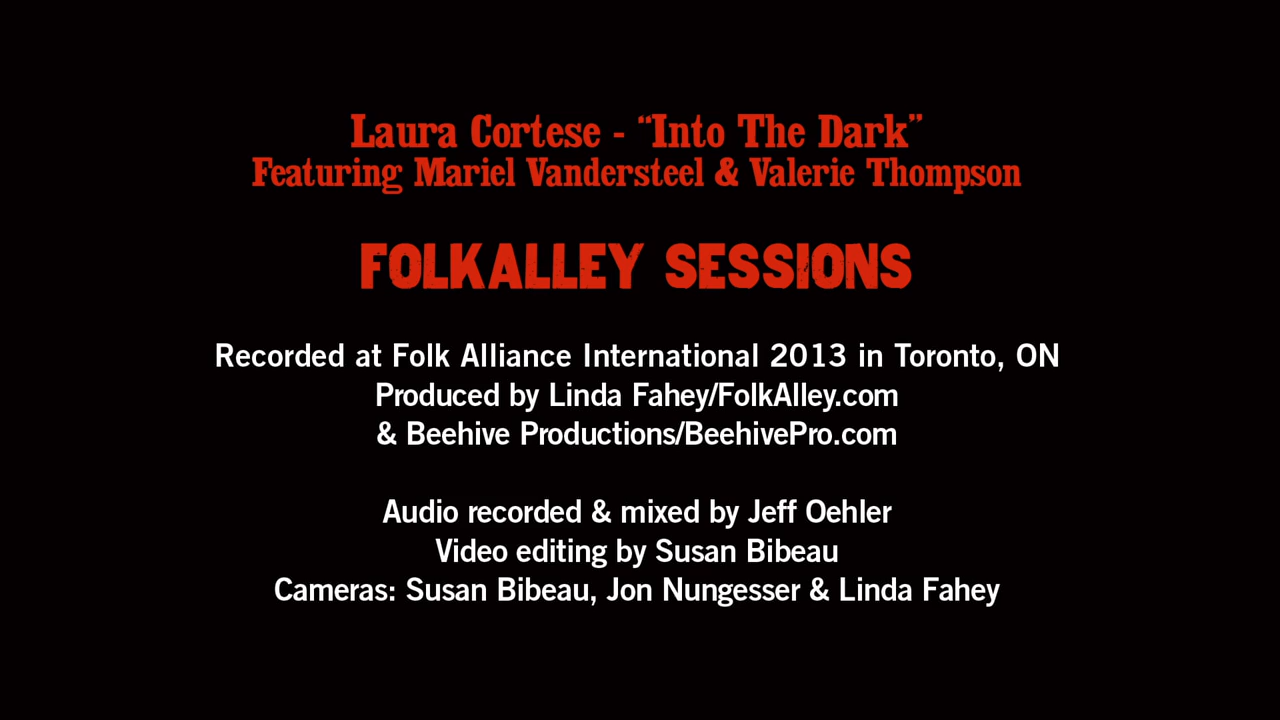 Laura Cortese - “Into The Dark”
Featuring Mariel Vandersteel & Valerie Thompson
FOLKALLEY SESSIONS
Recorded at Folk Alliance International 2013 in Toronto, ON
Produced by Linda Fahey/FolkAlley.com
& Beehive Productions/BeehivePro.com
Audio recorded & mixed by Jeff Oehler
Video editing by Susan Bibeau
Cameras: Susan Bibeau, Jon Nungesser & Linda Fahey